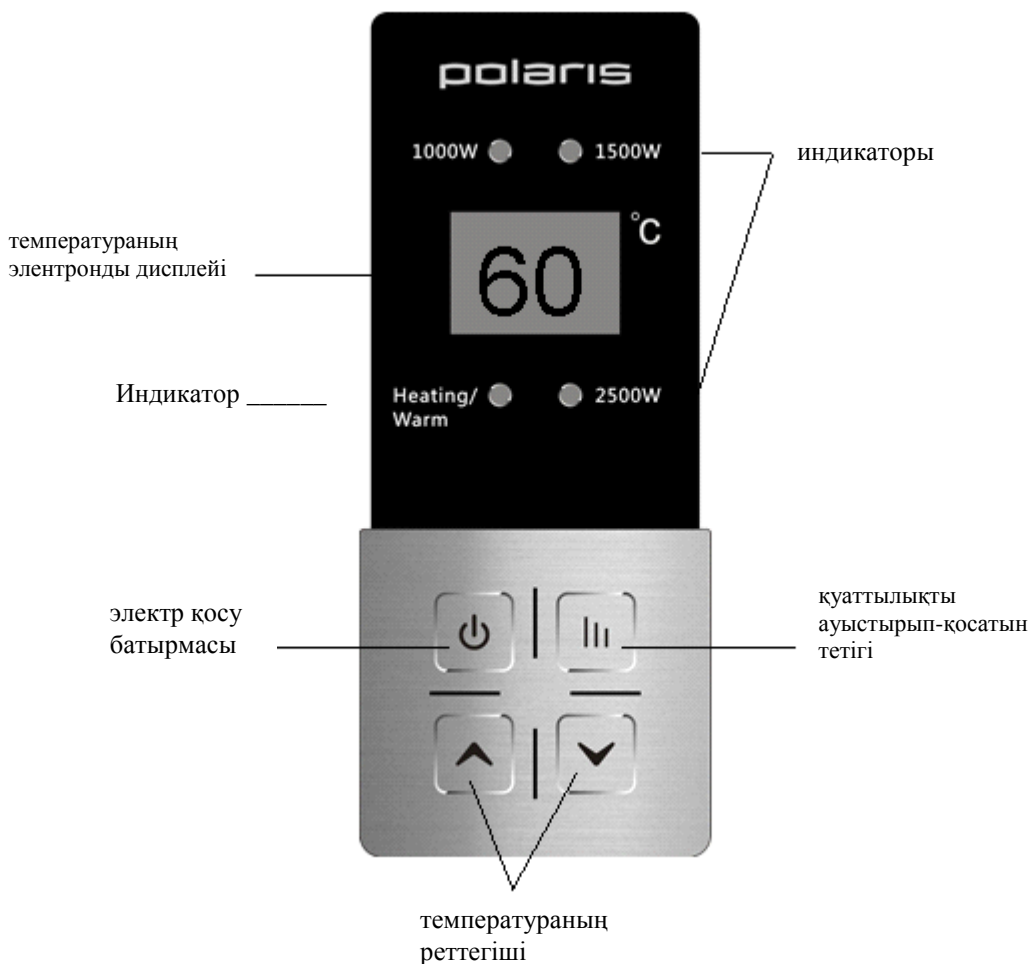 polaris
1000W 1500W
индикаторы
°C
60
температураның
элентронды дисплейі
Индикатор ______
Heating/
Warm
2500W
электр қосу
батырмасы
қуаттылықты
ауыстырып-қосатын
тетігі
температураның
реттегіші